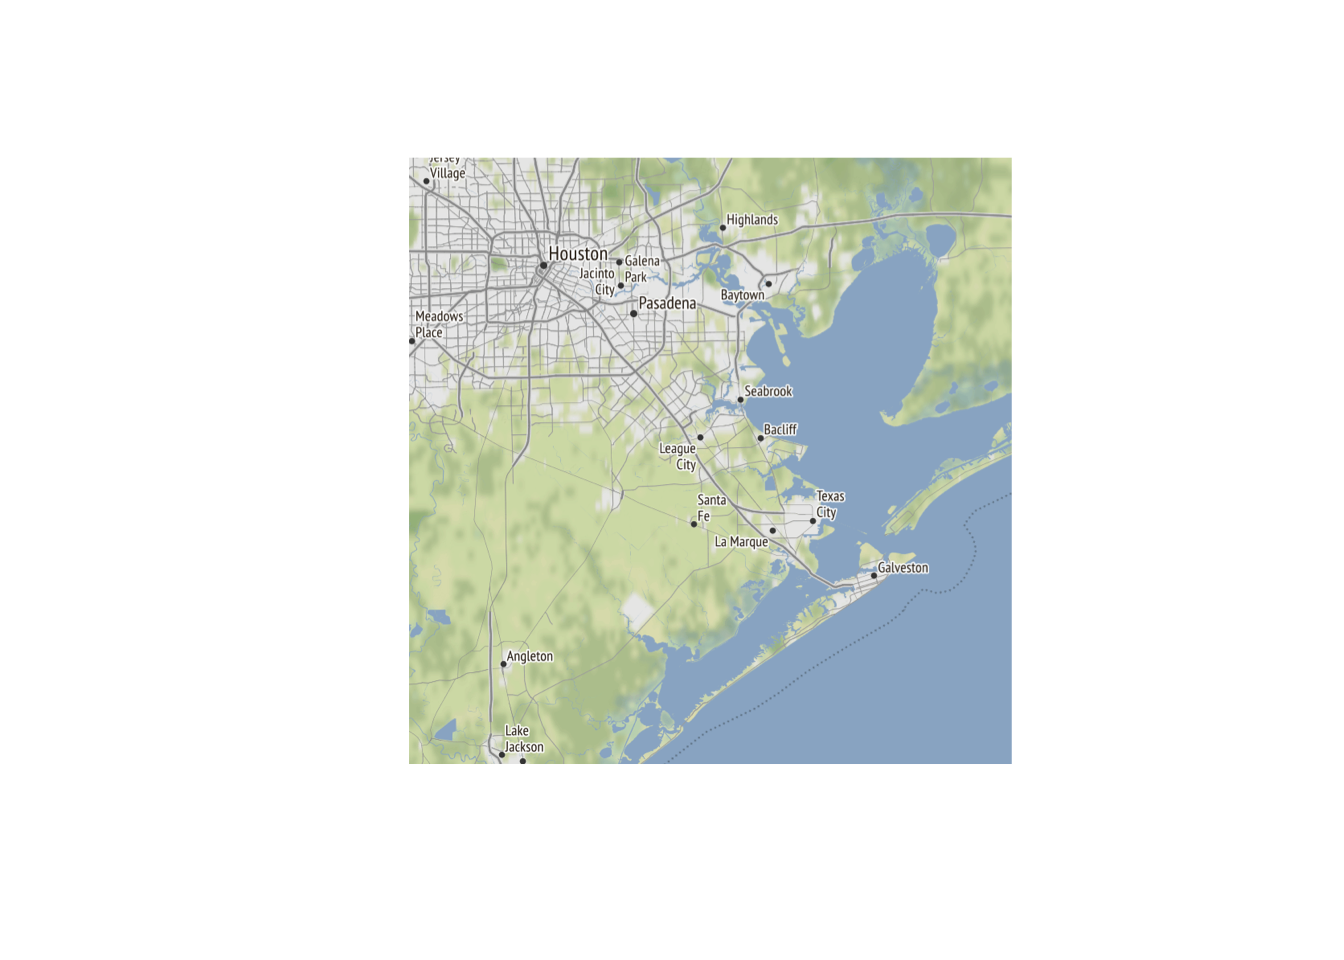 Jersey
Village
Highlands
Houston
Galena
Park
Jacinto
City
Baytown
Pasadena
Meadows
Place
Seabrook
Bacliff
League
City
Santa
Fe
Texas
City
La Marque
Galveston
Angleton
Lake
Jackson